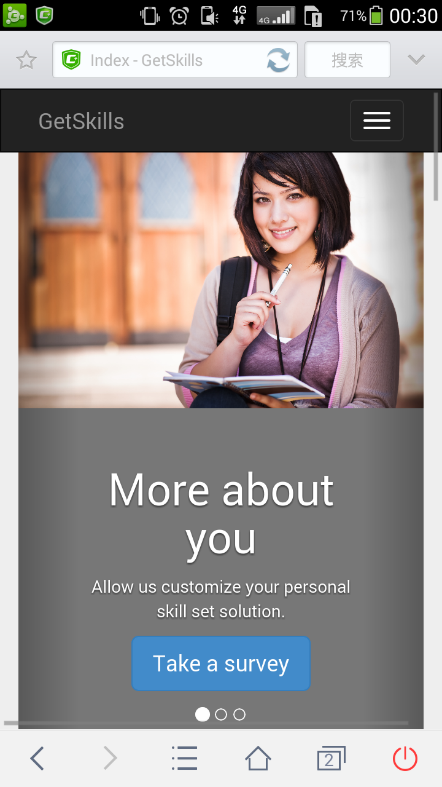 4G
4G
71%
00:30
Index - GetSkills
搜索
GetSkills
More about
you
Allow us customize your personal
skill set solution.
Take a survey
2